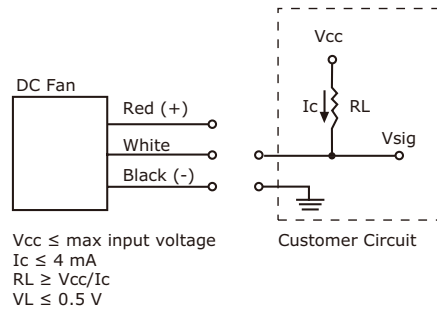 Vcc
DC Fan
Red (+)
Ic
RL
White
Vsig
Black (-)
Vcc ≤ max input voltage
Ic ≤ 4 mA
RL ≥ Vcc/Ic
VL ≤ 0.5 V
Customer Circuit